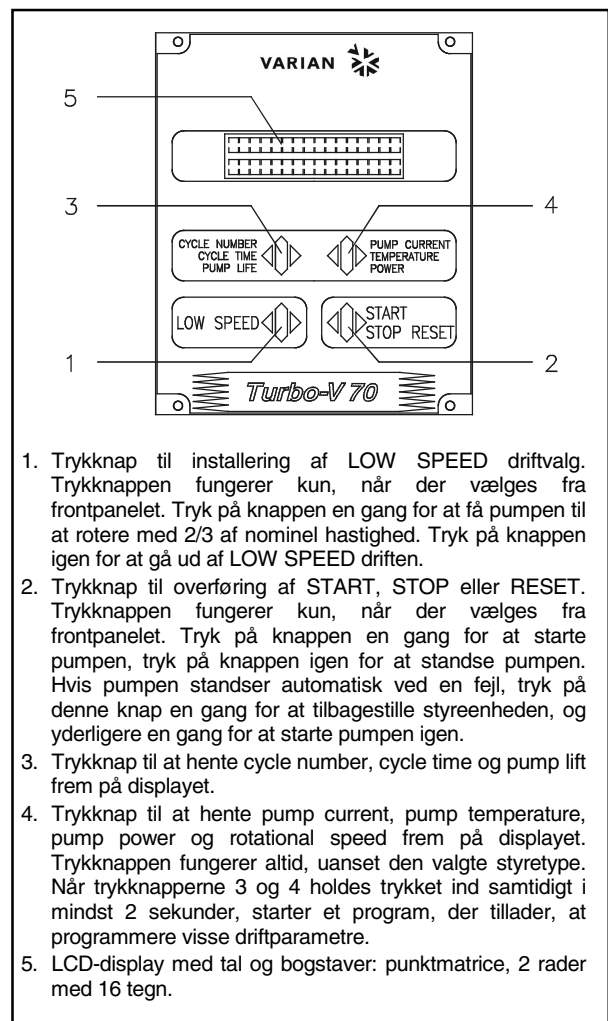 VARIAN
5
3
4
CYCLE NUMBER
CYCLE TIME
PUMP LIFE
PUMP CURRENT
TEMPERATURE
POWER
LOW SPEED
START
STOP RESET
1
2
Turbo-V 70
1. Trykknap til installering af LOW SPEED driftvalg.
Trykknappen fungerer kun, når der vælges fra
frontpanelet. Tryk på knappen en gang for at få pumpen til
at rotere med 2/3 af nominel hastighed. Tryk på knappen
igen for at gå ud af LOW SPEED driften.
2. Trykknap til overføring af START, STOP eller RESET.
Trykknappen fungerer kun, når der vælges fra
frontpanelet. Tryk på knappen en gang for at starte
pumpen, tryk på knappen igen for at standse pumpen.
Hvis pumpen standser automatisk ved en fejl, tryk på
denne knap en gang for at tilbagestille styreenheden, og
yderligere en gang for at starte pumpen igen.
3. Trykknap til at hente cycle number, cycle time og pump lift
frem på displayet.
4. Trykknap til at hente pump current, pump temperature,
pump power og rotational speed frem på displayet.
Trykknappen fungerer altid, uanset den valgte styretype.
Når trykknapperne 3 og 4 holdes trykket ind samtidigt i
mindst 2 sekunder, starter et program, der tillader, at
programmere visse driftparametre.
5. LCD-display med tal og bogstaver: punktmatrice, 2 rader
med 16 tegn.